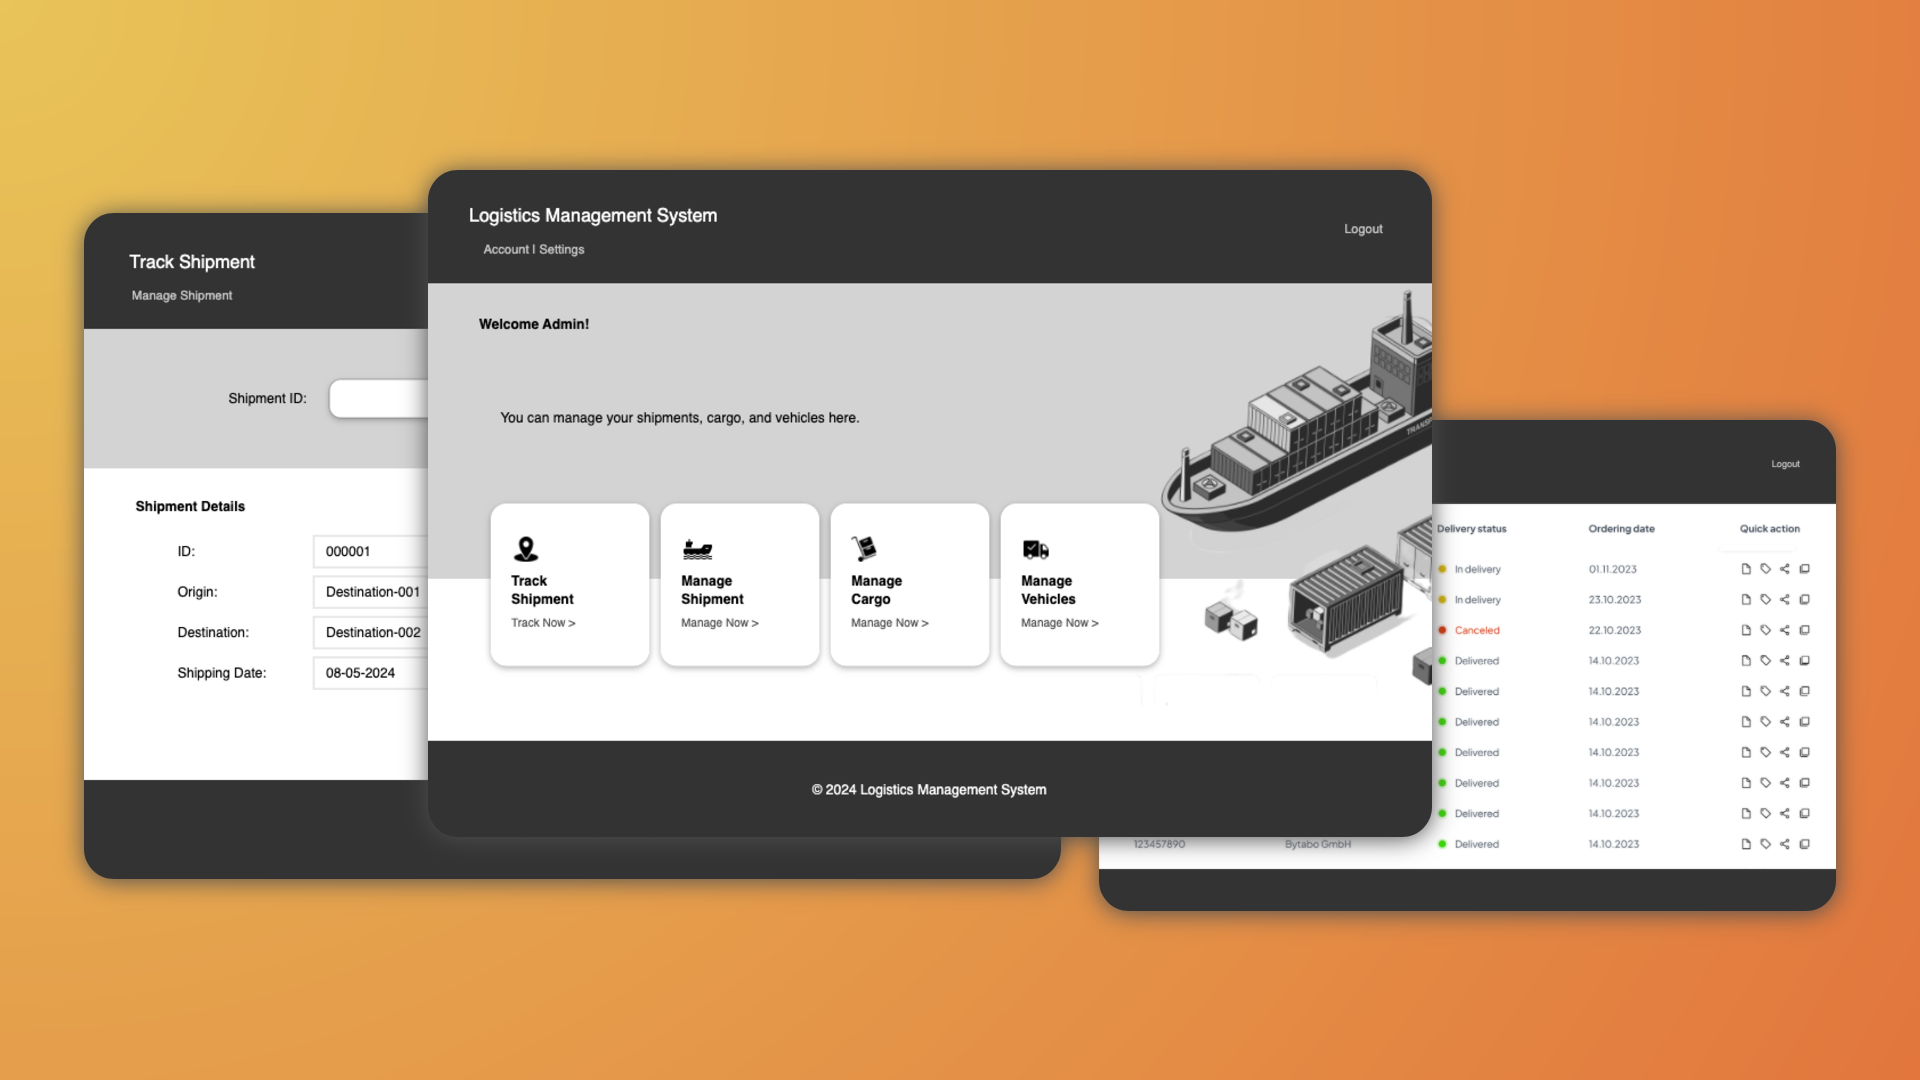 Track Shipment
Manage Shipment
Shipment ID:
Shipment Details
ID: 000001
Origin: Destination-001
Destination: Destination-002
Shipping Date: 08-05-2024
Logistics Management System
Account | Settings
Logout
Welcome Admin!
You can manage your shipments, cargo, and vehicles here.
TRANS
Track
Shipment
Track Now >
Manage
Shipment
Manage Now >
Manage
Cargo
Manage Now >
Manage
Vehicles
Manage Now >
© 2024 Logistics Management System
Logout
Delivery status Ordering date Quick action
In delivery 01.11.2023
In delivery 23.10.2023
Canceled 22.10.2023
Delivered 14.10.2023
Delivered 14.10.2023
Delivered 14.10.2023
Delivered 14.10.2023
Delivered 14.10.2023
Delivered 14.10.2023
123457890 Bytabo GmbH Delivered 14.10.2023